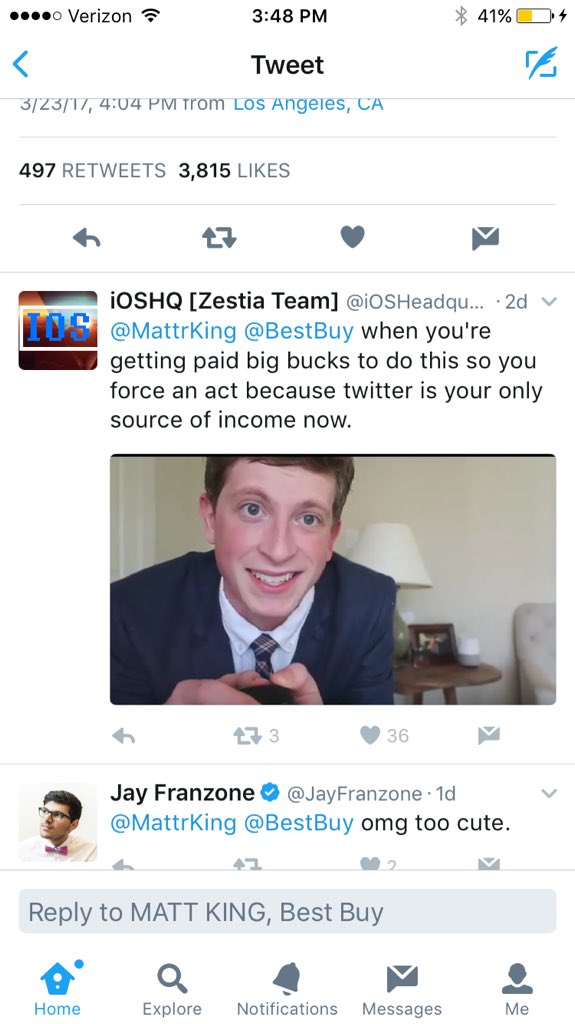 Verizon 3:48 PM 41%
Tweet
3/23/17, 4:04 PM from Los Angeles, CA
497 RETWEETS 3,815 LIKES
iOSHQ [Zestia Team] @iOSHeadqu... · 2d
IOS
@MattrKing @BestBuy when you're
getting paid big bucks to do this so you
force an act because twitter is your only
source of income now.
3 36
Jay Franzone @JayFranzone · 1d
@MattrKing @BestBuy omg too cute.
2
Reply to MATT KING, Best Buy
Home Explore Notifications Messages Me